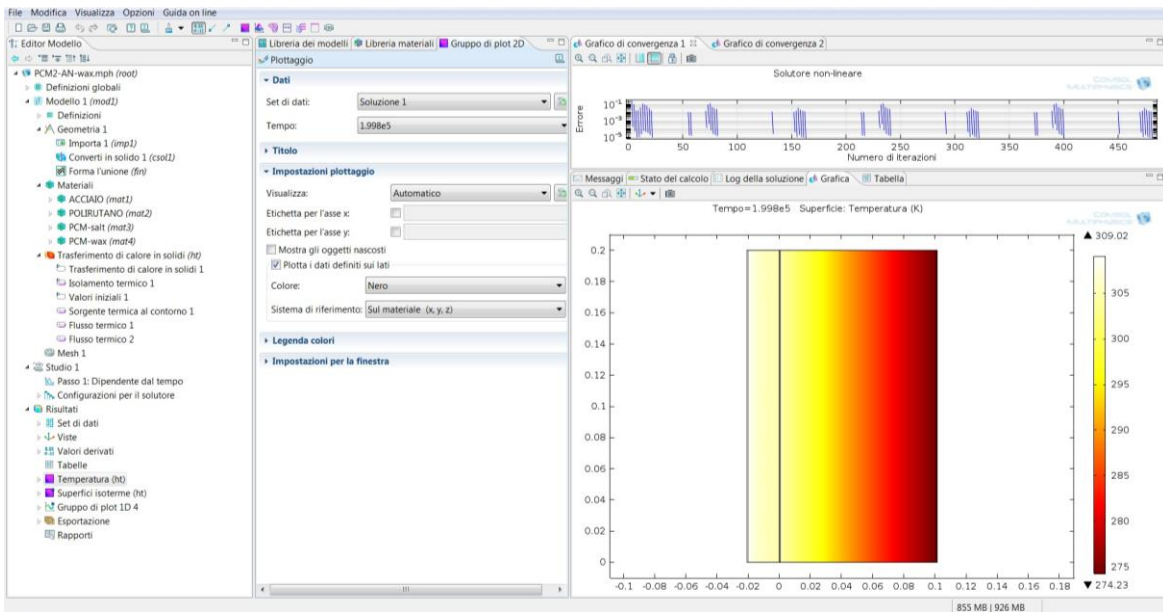 File Modifica Visualizza Opzioni Guida on line
Editor Modello
PCM2-AN-wax.mph (root)
Definizioni globali
Modello 1 (mod1)
Definizioni
Geometria 1
Importa 1 (imp1)
Converti in solido 1 (csol1)
Forma l'unione (fin)
Materiali
ACCIAIO (mat1)
POLIRUTANO (mat2)
PCM-salt (mat3)
PCM-wax (mat4)
Trasferimento di calore in solidi (ht)
Trasferimento di calore in solidi 1
Isolamento termico 1
Valori iniziali 1
Sorgente termica al contorno 1
Flusso termico 1
Flusso termico 2
Mesh 1
Studio 1
Passo 1: Dipendente dal tempo
Configurazioni per il solutore
Risultati
Set di dati
Viste
Valori derivati
Tabelle
Temperatura (ht)
Superfici isoterme (ht)
Gruppo di plot 1D 4
Esportazione
Rapporti
Libreria dei modelli Libreria materiali Gruppo di plot 2D
Plottaggio
Dati
Set di dati: Soluzione 1
Tempo: 1.998e5
Titolo
Impostazioni plottaggio
Visualizza: Automatico
Etichetta per l'asse x:
Etichetta per l'asse y:
Mostra gli oggetti nascosti
Plotta i dati definiti sui lati
Colore: Nero
Sistema di riferimento: Sul materiale (x, y, z)
Legenda colori
Impostazioni per la finestra
Grafico di convergenza 1 Grafico di convergenza 2
Solutore non-lineare
COMSOL
MULTIPHYSICS
Errore
10^-1
10^-3
10^-5
0 50 100 150 200 250 300 350 400 450
Numero di Iterazioni
Messaggi Stato del calcolo Log della soluzione Grafica Tabella
Tempo=1.998e5 Superficie: Temperatura (K)
COMSOL
MULTIPHYSICS
▲ 309.02
0.2
0.18
0.16
0.14
0.12
0.1
0.08
0.06
0.04
0.02
0
305
300
295
290
285
280
275
▼ 274.23
-0.1 -0.08 -0.06 -0.04 -0.02 0 0.02 0.04 0.06 0.08 0.1 0.12 0.14 0.16 0.18
855 MB | 926 MB